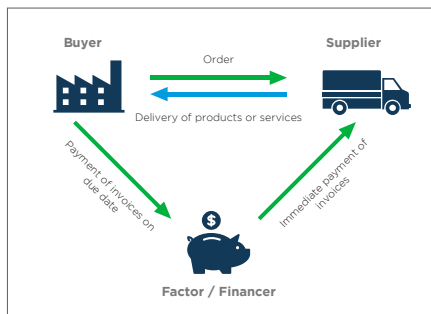 Buyer
Supplier
Order
Delivery of products or services
Payment of invoices on
due date
Immediate payment of
invoices
$
Factor / Financer